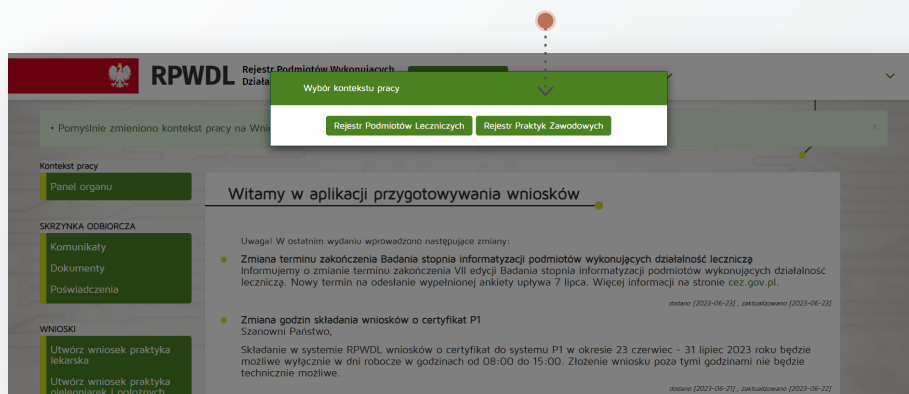 RPWDL
Rejestr Podmiotów Wykonujących
Działa
Wybór kontekstu pracy
Rejestr Podmiotów Leczniczych Rejestr Praktyk Zawodowych
• Pomyślnie zmieniono kontekst pracy na Wni
x
Kontekst pracy
Panel organu
SKRZYNKA ODBIORCZA
Komunikaty
Dokumenty
Poświadczenia
WNIOSKI
Utwórz wniosek praktyka
lekarska
Utwórz wniosek praktyka
pielęgniarek i położnych
Witamy w aplikacji przygotowywania wniosków
Uwaga! W ostatnim wydaniu wprowadzono następujące zmiany:
Zmiana terminu zakończenia Badania stopnia informatyzacji podmiotów wykonujących działalność leczniczą
Informujemy o zmianie terminu zakończenia VII edycji Badania stopnia informatyzacji podmiotów wykonujących działalność
leczniczą. Nowy termin na odesłanie wypełnionej ankiety upływa 7 lipca. Więcej informacji na stronie cez.gov.pl.
dodano [2023-06-23] , zaktualizowano [2023-06-23]
Zmiana godzin składania wniosków o certyfikat P1
Szanowni Państwo,
Składanie w systemie RPWDL wniosków o certyfikat do systemu P1 w okresie 23 czerwiec - 31 lipiec 2023 roku będzie
możliwe wyłącznie w dni robocze w godzinach od 08:00 do 15:00. Złożenie wniosku poza tymi godzinami nie będzie
technicznie możliwe.
dodano [2023-06-21] , zaktualizowano [2023-06-22]